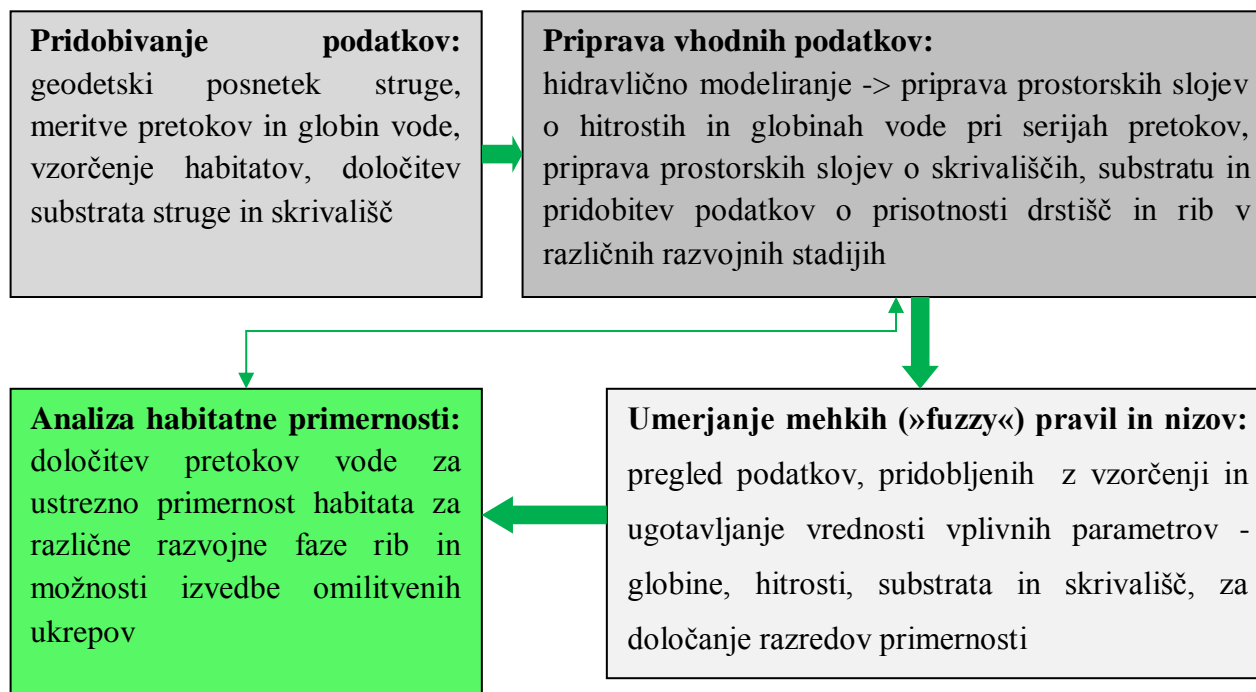 Pridobivanje podatkov:
geodetski posnetek struge,
meritve pretokov in globin vode,
vzorčenje habitatov, določitev
substrata struge in skrivališč
Priprava vhodnih podatkov:
hidravlično modeliranje -> priprava prostorskih slojev
o hitrostih in globinah vode pri serijah pretokov,
priprava prostorskih slojev o skrivališčih, substratu in
pridobitev podatkov o prisotnosti drstišč in rib v
različnih razvojnih stadijih
Analiza habitatne primernosti:
določitev pretokov vode za
ustrezno primernost habitata za
različne razvojne faze rib in
možnosti izvedbe omilitvenih
ukrepov
Umerjanje mehkih (»fuzzy«) pravil in nizov:
pregled podatkov, pridobljenih z vzorčenji in
ugotavljanje vrednosti vplivnih parametrov -
globine, hitrosti, substrata in skrivališč, za
določanje razredov primernosti